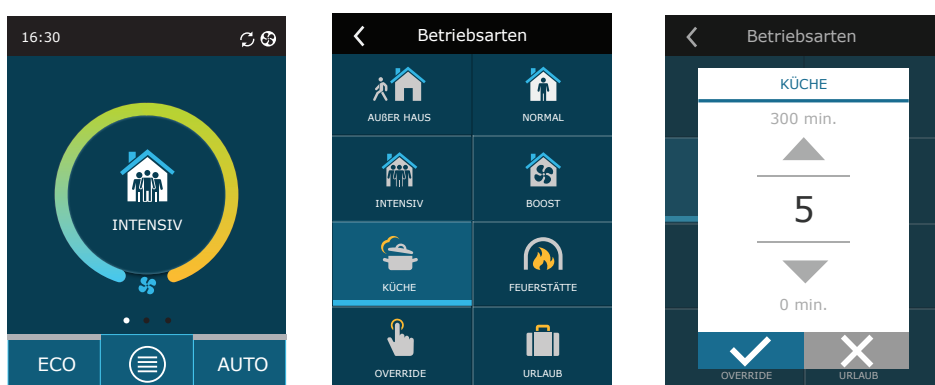 16:30
INTENSIV
ECO
AUTO
Betriebsarten
AUßER HAUS
NORMAL
INTENSIV
BOOST
KÜCHE
FEUERSTÄTTE
OVERRIDE
URLAUB
Betriebsarten
KÜCHE
300 min.
5
0 min.
OVERRIDE
URLAUB